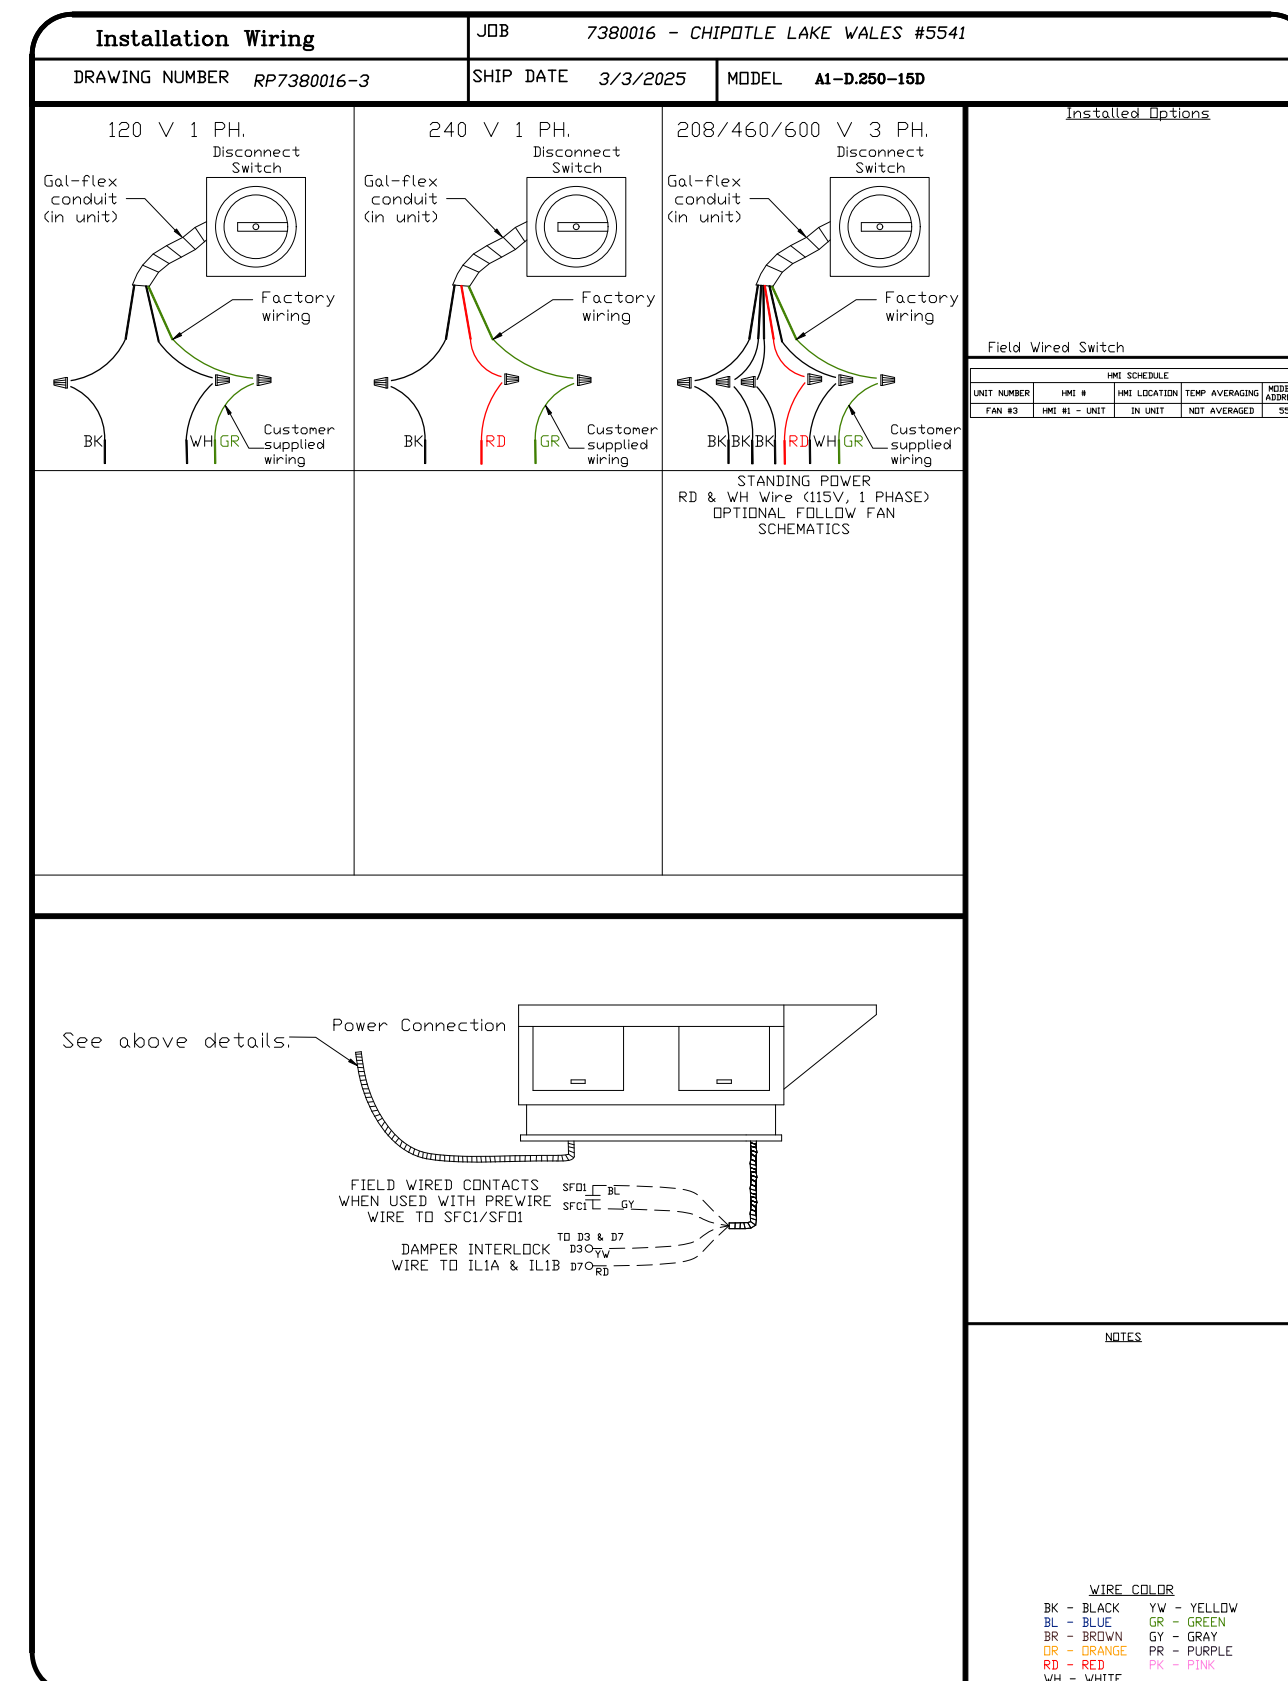 Installation Wiring
JOB 7380016 - CHIPOTLE LAKE WALES #5541
DRAWING NUMBER RP7380016-3
SHIP DATE 3/3/2025
MODEL A1-D.250-15D
120 V 1 PH.
Disconnect
Switch
Gal-flex
conduit
(in unit)
Factory
wiring
BK
WH
GR
Customer
supplied
wiring
240 V 1 PH.
Disconnect
Switch
Gal-flex
conduit
(in unit)
Factory
wiring
BK
RD
GR
Customer
supplied
wiring
208/460/600 V 3 PH.
Disconnect
Switch
Gal-flex
conduit
(in unit)
Factory
wiring
BK
BK
BK
RD
WH
GR
Customer
supplied
wiring
STANDING POWER
RD & WH Wire (115V, 1 PHASE)
OPTIONAL FOLLOW FAN
SCHEMATICS
Installed Options
Field Wired Switch
HMI SCHEDULE
UNIT NUMBER HMI # HMI LOCATION TEMP AVERAGING
FAN #3 HMI #1 - UNIT IN UNIT NOT AVERAGED 55
See above details.
Power Connection
FIELD WIRED CONTACTS
WHEN USED WITH PREWIRE
WIRE TO SFC1/SFO1
SFO1 BL
SFC1 GY
TO D3 & D7
DAMPER INTERLOCK
WIRE TO IL1A & IL1B
D3 YW
D7 RD
NOTES
WIRE COLOR
BK - BLACK YW - YELLOW
BL - BLUE GR - GREEN
BR - BROWN GY - GRAY
OR - ORANGE PR - PURPLE
RD - RED PK - PINK
WH - WHITE